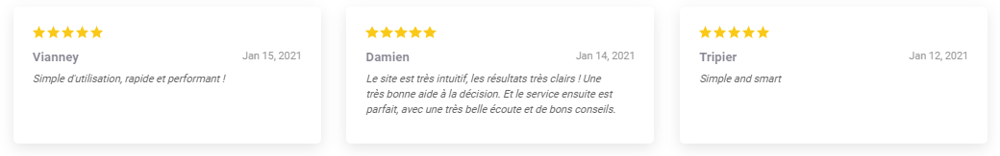 Vianney Jan 15, 2021
Simple d'utilisation, rapide et performant !
Damien Jan 14, 2021
Le site est très intuitif, les résultats très clairs ! Une
très bonne aide à la décision. Et le service ensuite est
parfait, avec une très belle écoute et de bons conseils.
Tripier Jan 12, 2021
Simple and smart